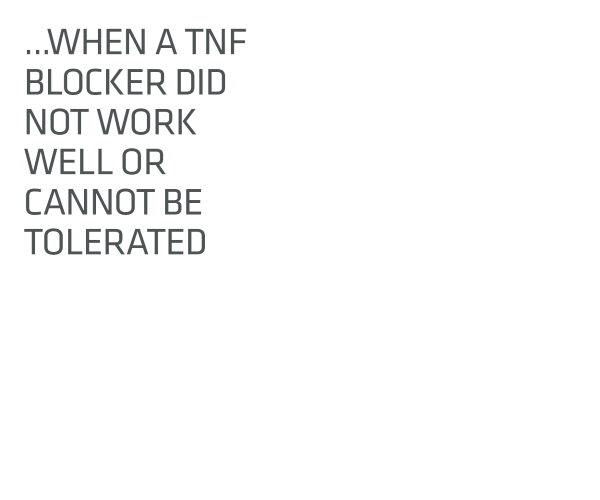 ...WHEN A TNF
BLOCKER DID
NOT WORK
WELL OR
CANNOT BE
TOLERATED